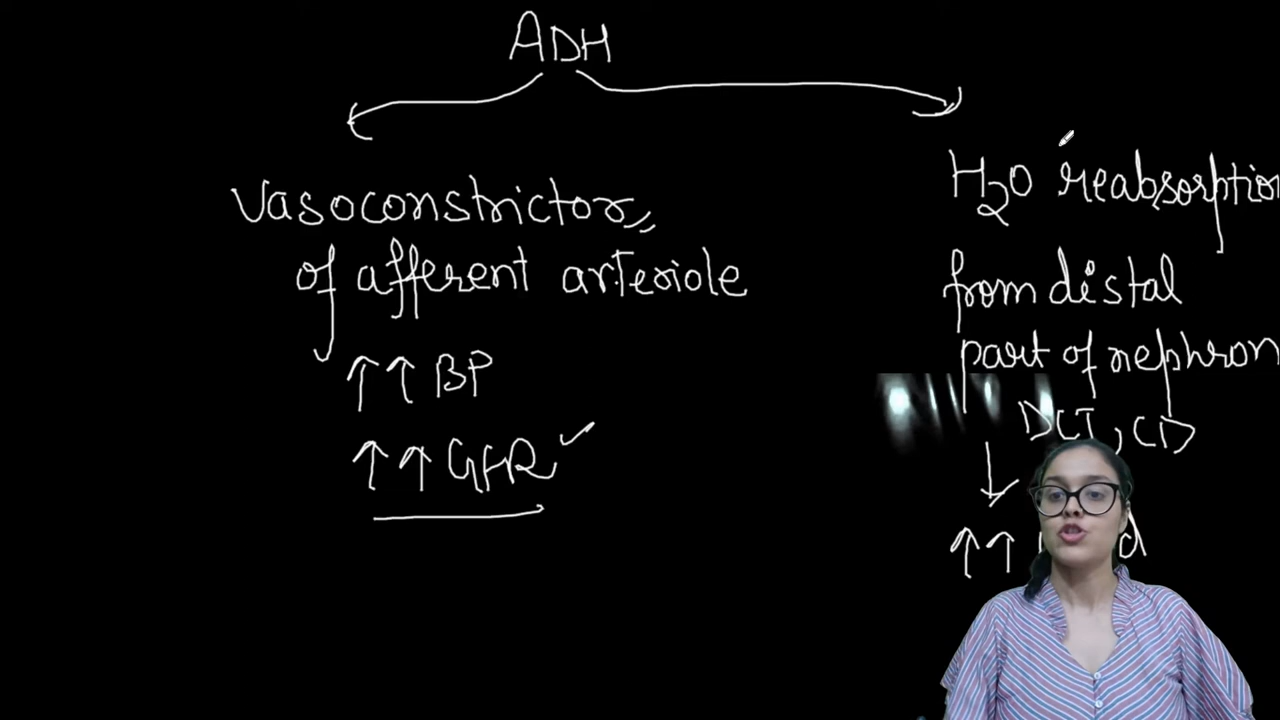 ADH
Vasoconstrictor
of afferent arteriole
↑↑ BP
↑↑ GFR ✓
H₂O reabsorption
from distal
part of nephron
DCT, CD
↑↑